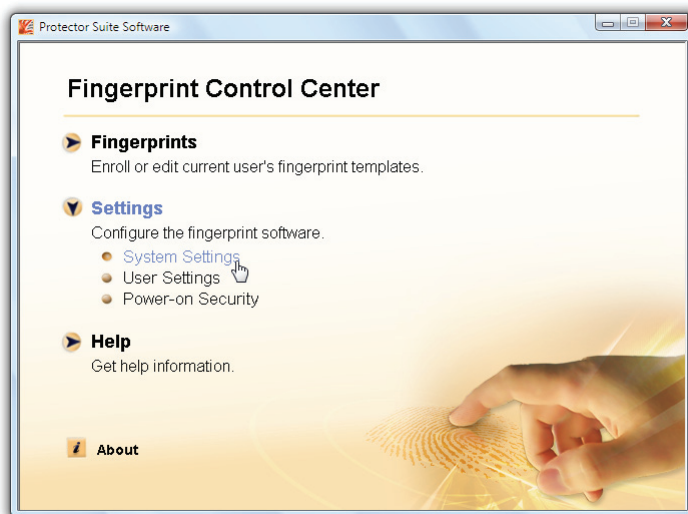 Protector Suite Software
Fingerprint Control Center
Fingerprints
Enroll or edit current user's fingerprint templates.
Settings
Configure the fingerprint software.
System Settings
User Settings
Power-on Security
Help
Get help information.
i About